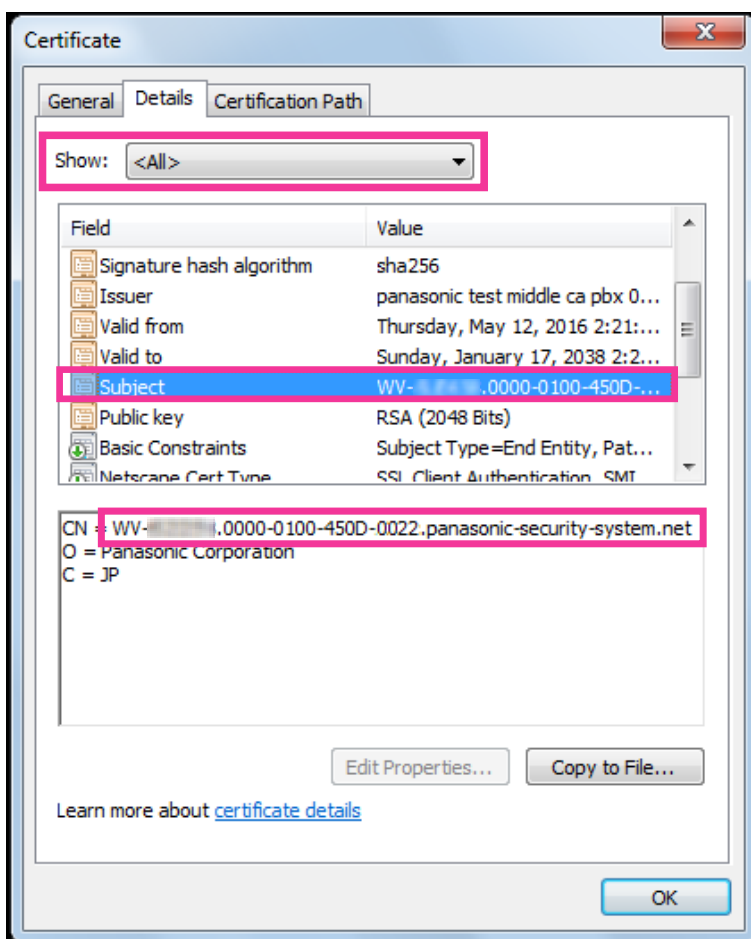 Certificate
General Details Certification Path
Show: <All>
Field Value
Signature hash algorithm sha256
Issuer panasonic test middle ca pbx 0...
Valid from Thursday, May 12, 2016 2:21:...
Valid to Sunday, January 17, 2038 2:2...
Subject WV- .0000-0100-450D-...
Public key RSA (2048 Bits)
Basic Constraints Subject Type=End Entity, Pat...
Netscape Cert Type SSL Client Authentication, SMI
CN = WV- .0000-0100-450D-0022.panasonic-security-system.net
O = Panasonic Corporation
C = JP
Edit Properties... Copy to File...
Learn more about certificate details
OK